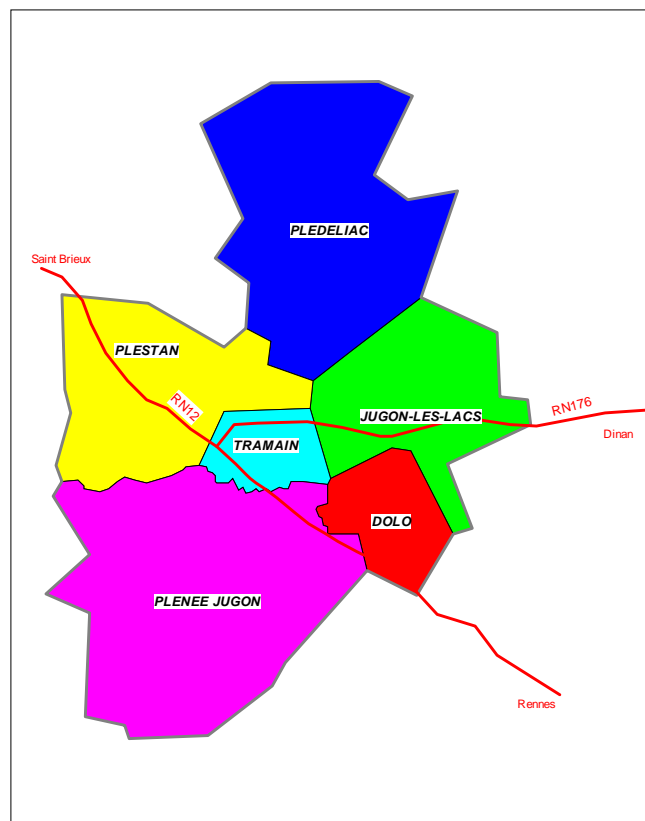 PLEDELIAC
Saint Brieux
PLESTAN
RN12
JUGON-LES-LACS
RN176
Dinan
TRAMAIN
DOLO
PLENEE JUGON
Rennes